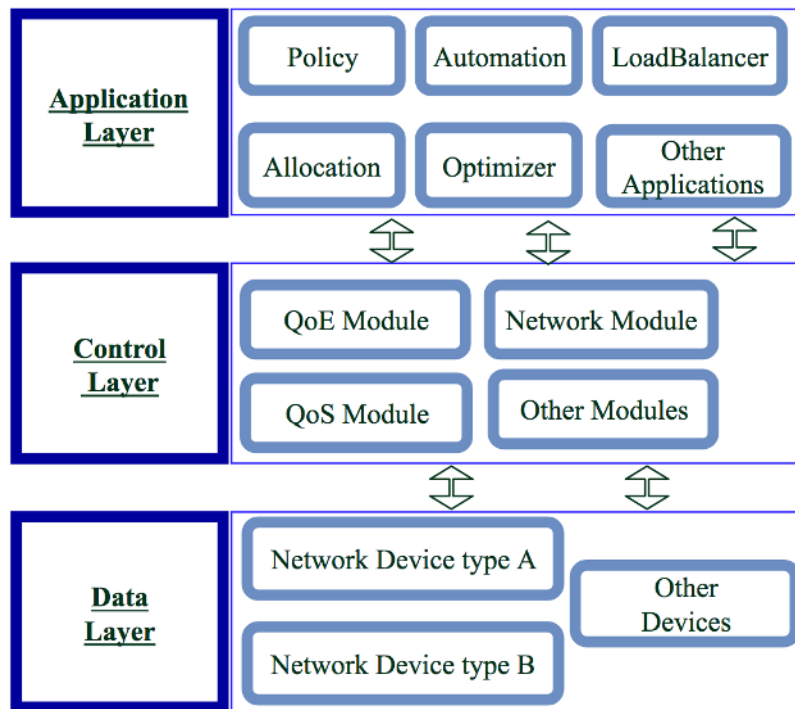 Application
Layer
Policy
Automation
LoadBalancer
Allocation
Optimizer
Other
Applications
Control
Layer
QoE Module
Network Module
QoS Module
Other Modules
Data
Layer
Network Device type A
Other
Devices
Network Device type B